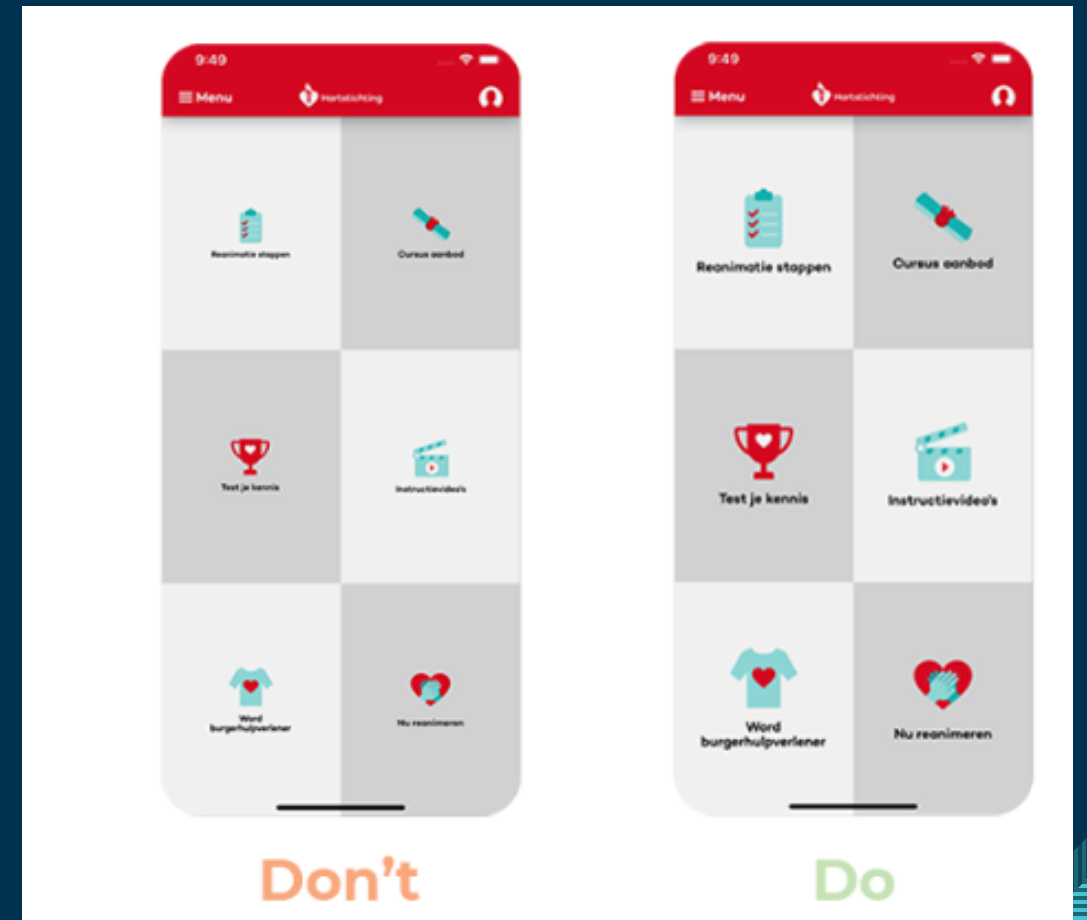 9:49
Menu
Hartstichting
Reanimatie stappen
Cursus aanbod
Test je kennis
Instructievideo's
Word
burgerhulpverlener
Nu reanimeren
Don't
9:49
Menu
Hartstichting
Reanimatie stappen
Cursus aanbod
Test je kennis
Instructievideo's
Word
burgerhulpverlener
Nu reanimeren
Do